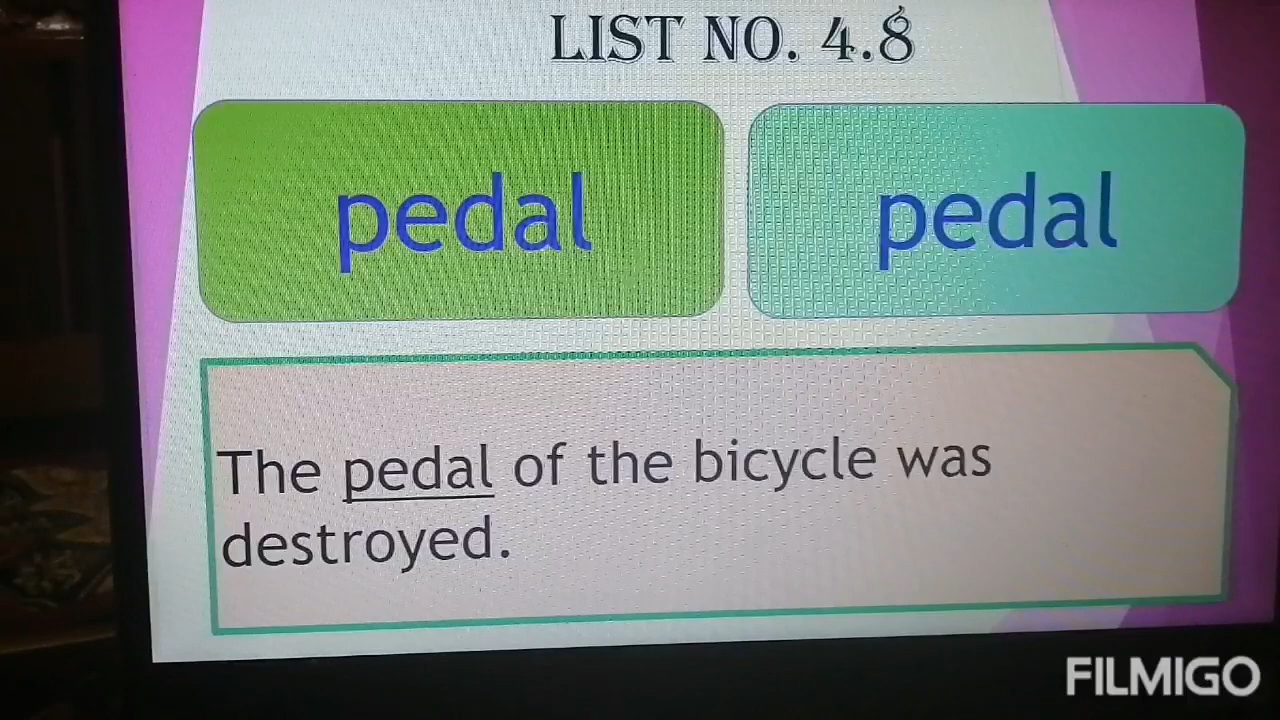 LIST NO. 4.8
pedal
pedal
The pedal of the bicycle was
destroyed.
FILMIGO